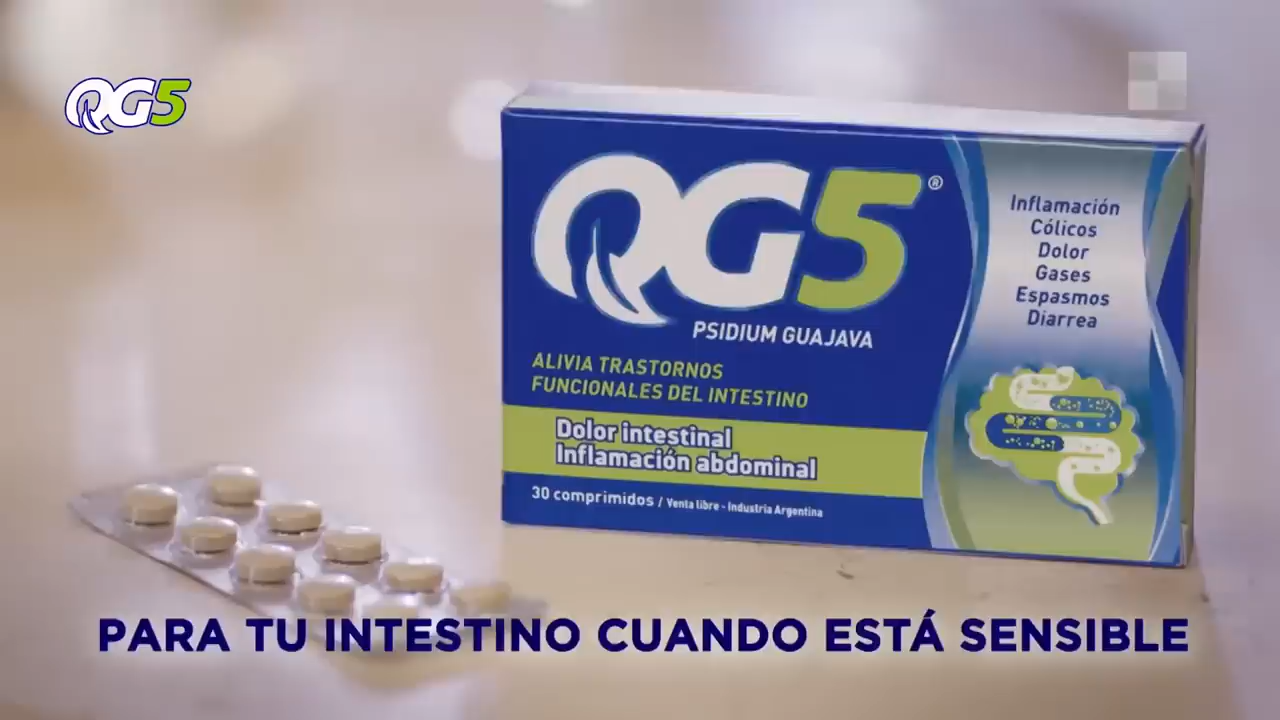 QG5
QG5®
PSIDIUM GUAJAVA
ALIVIA TRASTORNOS
FUNCIONALES DEL INTESTINO
Dolor intestinal
Inflamación abdominal
30 comprimidos / Venta libre - Industria Argentina
Inflamación
Cólicos
Dolor
Gases
Espasmos
Diarrea
PARA TU INTESTINO CUANDO ESTÁ SENSIBLE